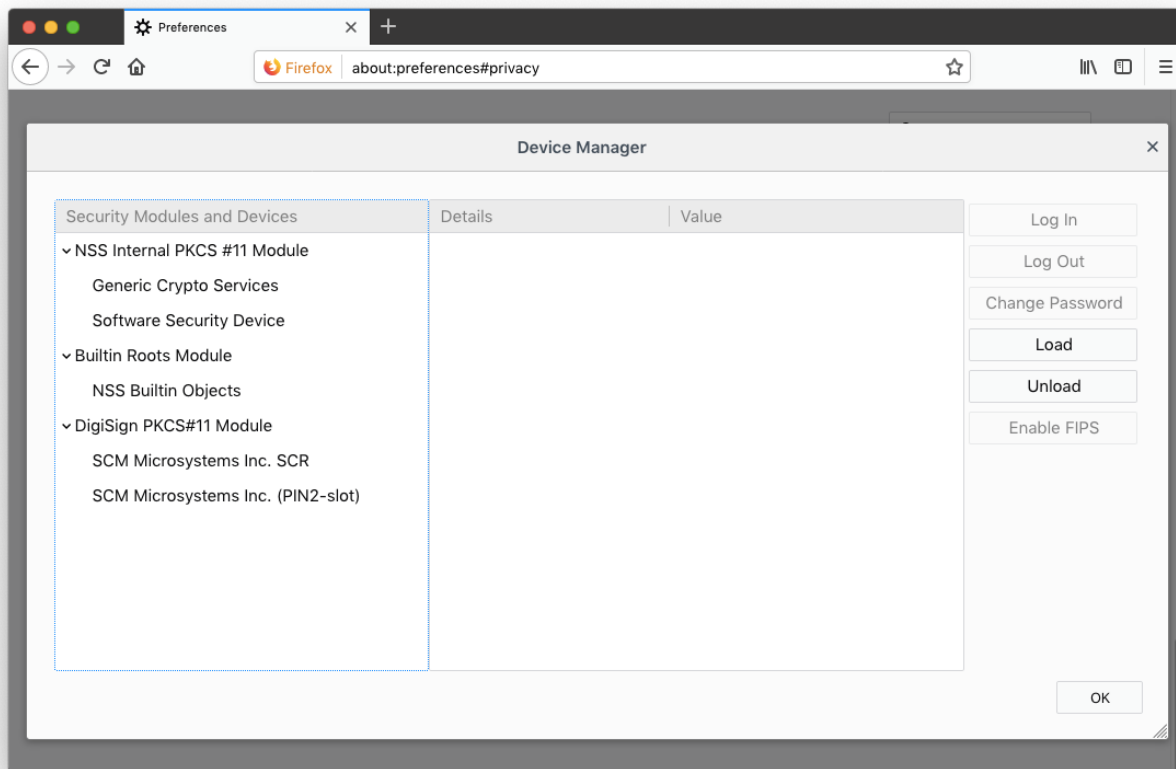 Preferences
Firefox about:preferences#privacy
Device Manager
Security Modules and Devices Details Value
NSS Internal PKCS #11 Module
Generic Crypto Services
Software Security Device
Builtin Roots Module
NSS Builtin Objects
DigiSign PKCS#11 Module
SCM Microsystems Inc. SCR
SCM Microsystems Inc. (PIN2-slot)
Log In
Log Out
Change Password
Load
Unload
Enable FIPS
OK